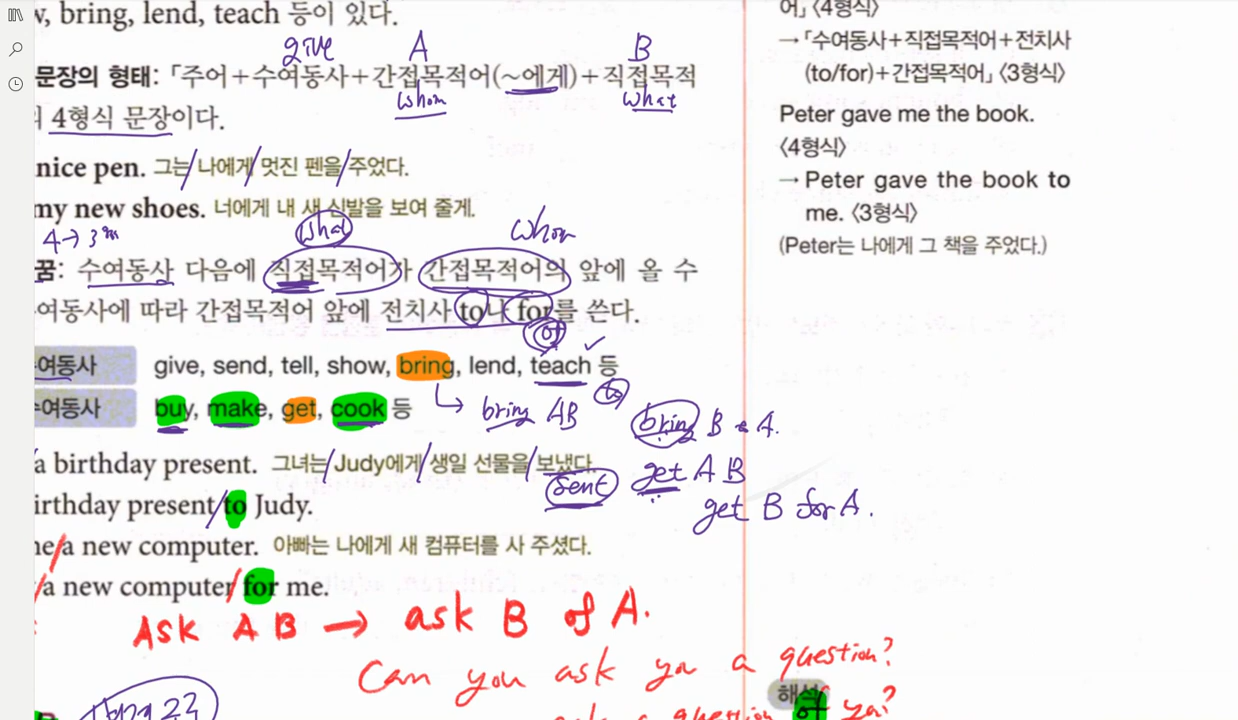 w, bring, lend, teach 등이 있다.
give A B
문장의 형태: 「주어+수여동사+간접목적어(~에게)+직접목적
whom what
4형식 문장이다.
nice pen. 그는/나에게/멋진 펜을/주었다.
my new shoes. 너에게 내 새 신발을 보여 줄게.
4→3
what whom
꿈: 수여동사 다음에 직접목적어가 간접목적어의 앞에 올 수
여동사에 따라 간접목적어 앞에 전치사 to나 for를 쓴다.
of
여동사 give, send, tell, show, bring, lend, teach 등
여동사 buy, make, get, cook 등
bring AB
to
bring B A.
a birthday present. 그녀는/Judy에게/생일 선물을/보냈다.
sent
get A B
irthday present/to Judy.
get B for A.
ne/a new computer. 아빠는 나에게 새 컴퓨터를 사 주셨다.
/a new computer/for me.
ASK A B → ask B of A.
Can you ask you a question?
ask a question of ya?
어」〈4형식〉
→「수여동사+직접목적어+전치사
(to/for)+간접목적어」〈3형식〉
Peter gave me the book.
〈4형식〉
→ Peter gave the book to
me. 〈3형식〉
(Peter는 나에게 그 책을 주었다.)
해석